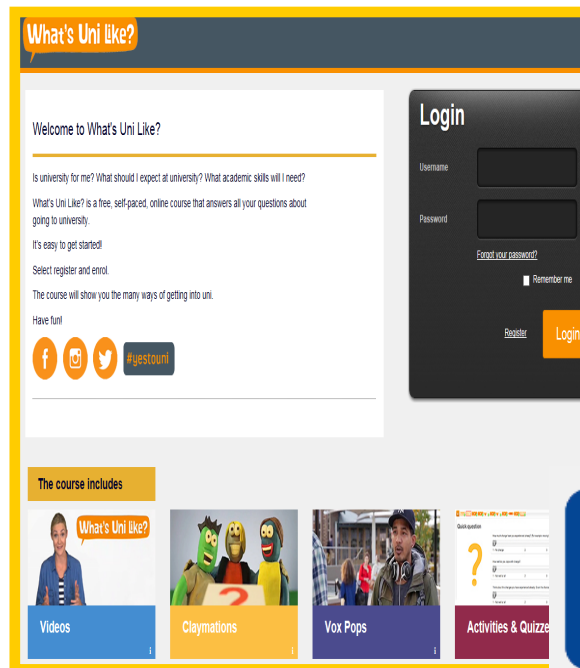 What's Uni Like?
Welcome to What's Uni Like?
Is university for me? What should I expect at university? What academic skills will I need?
What's Uni Like? is a free, self-paced, online course that answers all your questions about
going to university.
It's easy to get started!
Select register and enrol.
The course will show you the many ways of getting into uni.
Have fun!
#yestouni
Login
Username
Password
Forgot your password?
Remember me
Register
Login
The course includes
What's Uni Like?
?
Quick question
?
Videos
Claymations
Vox Pops
Activities & Quizze